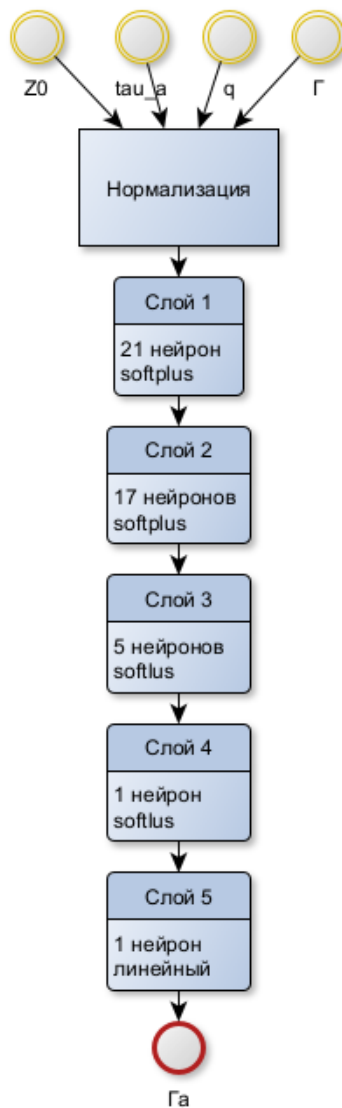 Z0
tau_a
q
Г
Нормализация
Слой 1
21 нейрон
softplus
Слой 2
17 нейронов
softplus
Слой 3
5 нейронов
softlus
Слой 4
1 нейрон
softlus
Слой 5
1 нейрон
линейный
Га